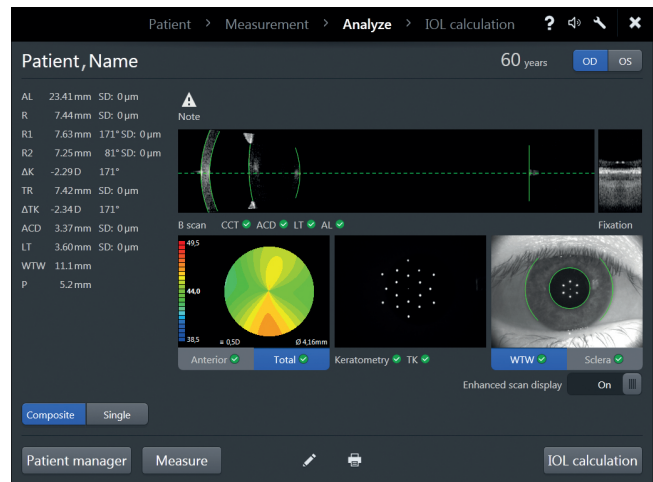 Patient > Measurement > Analyze > IOL calculation ?
Patient, Name 60 years OD OS
AL 23.41 mm SD: 0 µm
R 7.44 mm SD: 0 µm
R1 7.63 mm 171° SD: 0 µm
R2 7.25 mm 81° SD: 0 µm
ΔK -2.29 D 171°
TR 7.42 mm SD: 0 µm
ΔTK -2.34 D 171°
ACD 3.37 mm SD: 0 µm
LT 3.60 mm SD: 0 µm
WTW 11.1 mm
P 5.2 mm
Note
B scan CCT ACD LT AL Fixation
49,5
44.0
38,5 = 0,5D Ø 4,16mm
Anterior Total Keratometry TK WTW Sclera
Enhanced scan display On
Composite Single
Patient manager Measure IOL calculation